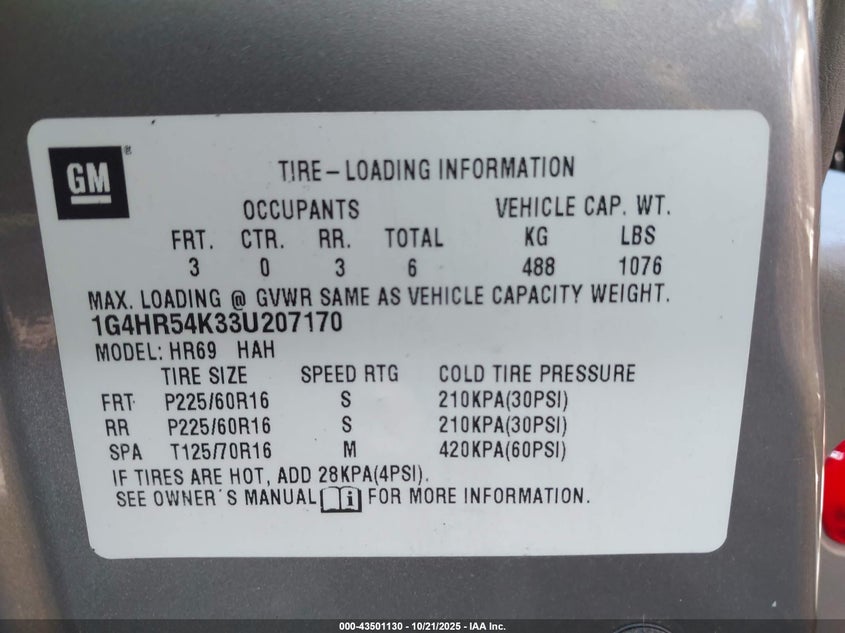 GM®
TIRE-LOADING INFORMATION
OCCUPANTS VEHICLE CAP. WT.
FRT. CTR. RR. TOTAL KG LBS
3 0 3 6 488 1076
MAX. LOADING @ GVWR SAME AS VEHICLE CAPACITY WEIGHT.
1G4HR54K33U207170
MODEL: HR69 HAH
TIRE SIZE SPEED RTG COLD TIRE PRESSURE
FRT P225/60R16 S 210KPA(30PSI)
RR P225/60R16 S 210KPA(30PSI)
SPA T125/70R16 M 420KPA(60PSI)
IF TIRES ARE HOT, ADD 28KPA(4PSI).
SEE OWNER'S MANUAL i FOR MORE INFORMATION.
000-43501130 - 10/21/2025 - IAA Inc.